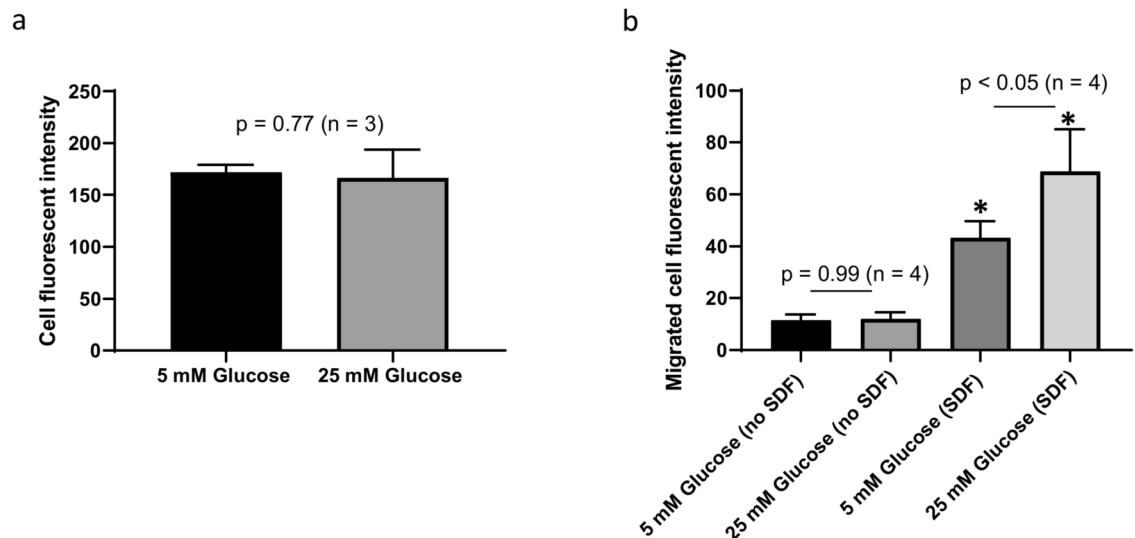 a
Cell fluorescent intensity
250
200
150
100
50
0
p = 0.77 (n = 3)
5 mM Glucose
25 mM Glucose
b
Migrated cell fluorescent intensity
100
80
60
40
20
0
p < 0.05 (n = 4)
*
*
p = 0.99 (n = 4)
5 mM Glucose (no SDF)
25 mM Glucose (no SDF)
5 mM Glucose (SDF)
25 mM Glucose (SDF)